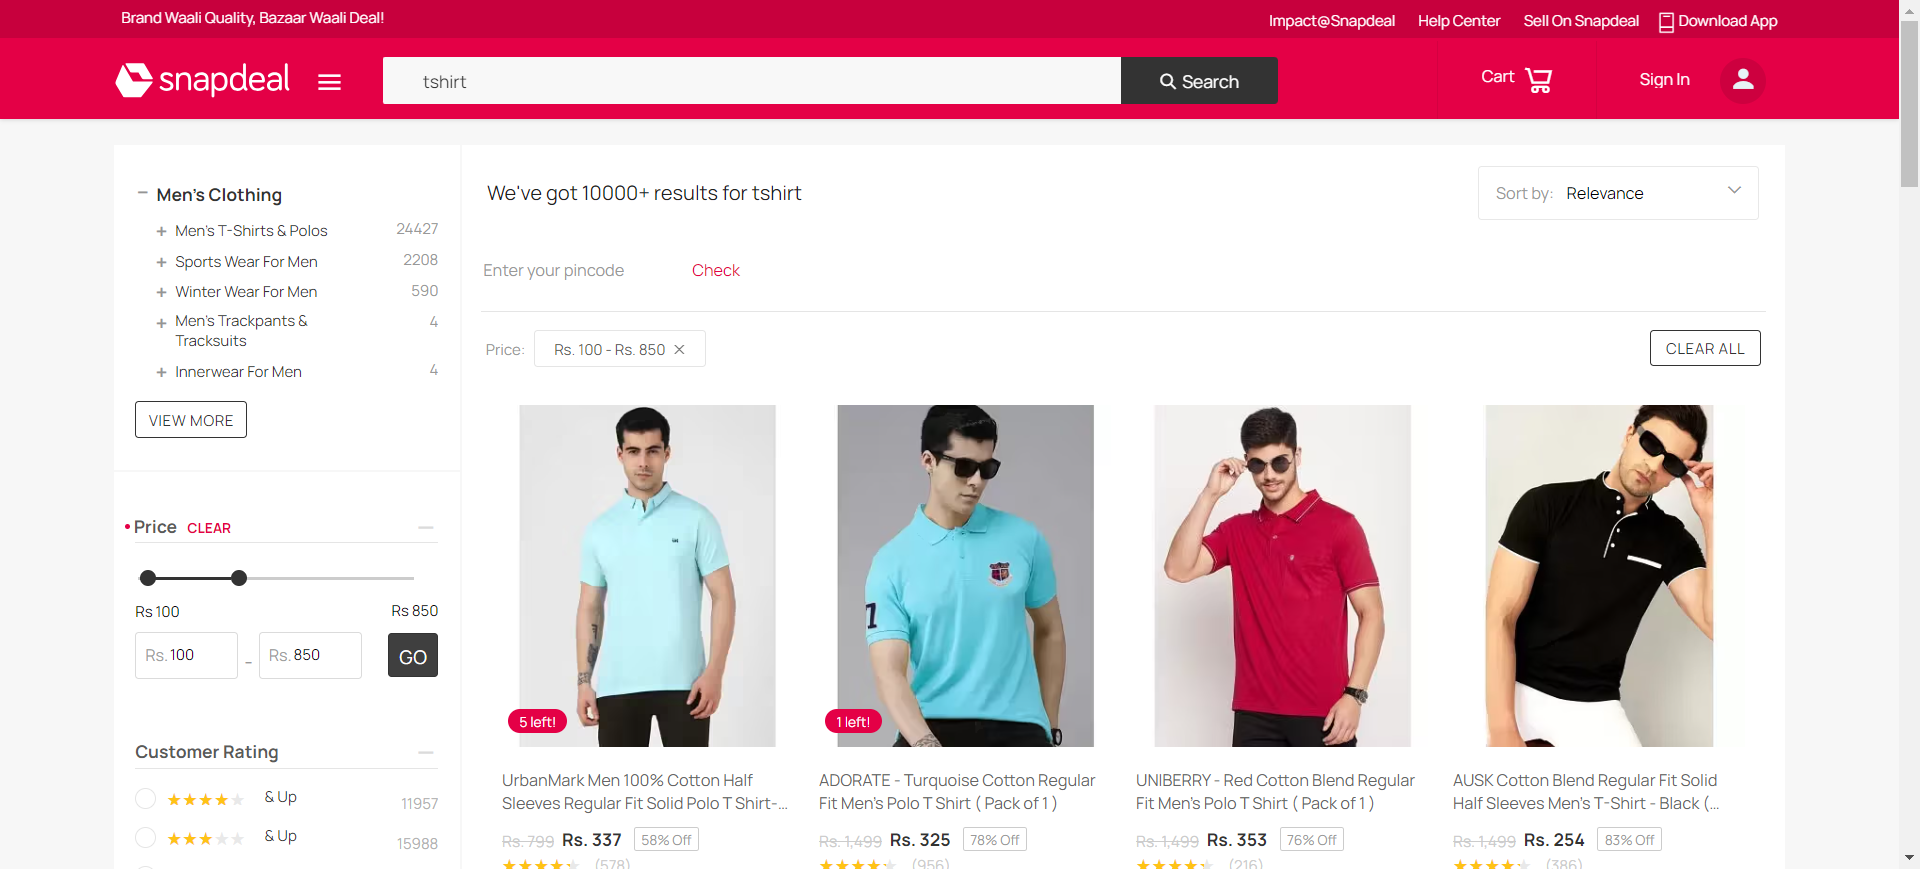 Brand Waali Quality, Bazaar Waali Deal!
Impact@Snapdeal Help Center Sell On Snapdeal Download App
snapdeal
tshirt
Search
Cart
Sign In
Men's Clothing
Men's T-Shirts & Polos 24427
Sports Wear For Men 2208
Winter Wear For Men 590
Men's Trackpants & 4
Tracksuits
Innerwear For Men 4
VIEW MORE
Price CLEAR
Rs 100 Rs 850
Rs. 100 - Rs. 850 GO
Customer Rating
& Up 11957
& Up 15988
We've got 10000+ results for tshirt
Sort by: Relevance
Enter your pincode Check
Price: Rs. 100 - Rs. 850 ×
CLEAR ALL
5 left!
UrbanMark Men 100% Cotton Half
Sleeves Regular Fit Solid Polo T Shirt-...
Rs. 799 Rs. 337 58% Off
(578)
1
1 left!
ADORATE - Turquoise Cotton Regular
Fit Men's Polo T Shirt ( Pack of 1 )
Rs. 1,499 Rs. 325 78% Off
(956)
UNIBERRY - Red Cotton Blend Regular
Fit Men's Polo T Shirt ( Pack of 1 )
Rs. 1,499 Rs. 353 76% Off
(216)
AUSK Cotton Blend Regular Fit Solid
Half Sleeves Men's T-Shirt - Black (...
Rs. 1,499 Rs. 254 83% Off
(386)